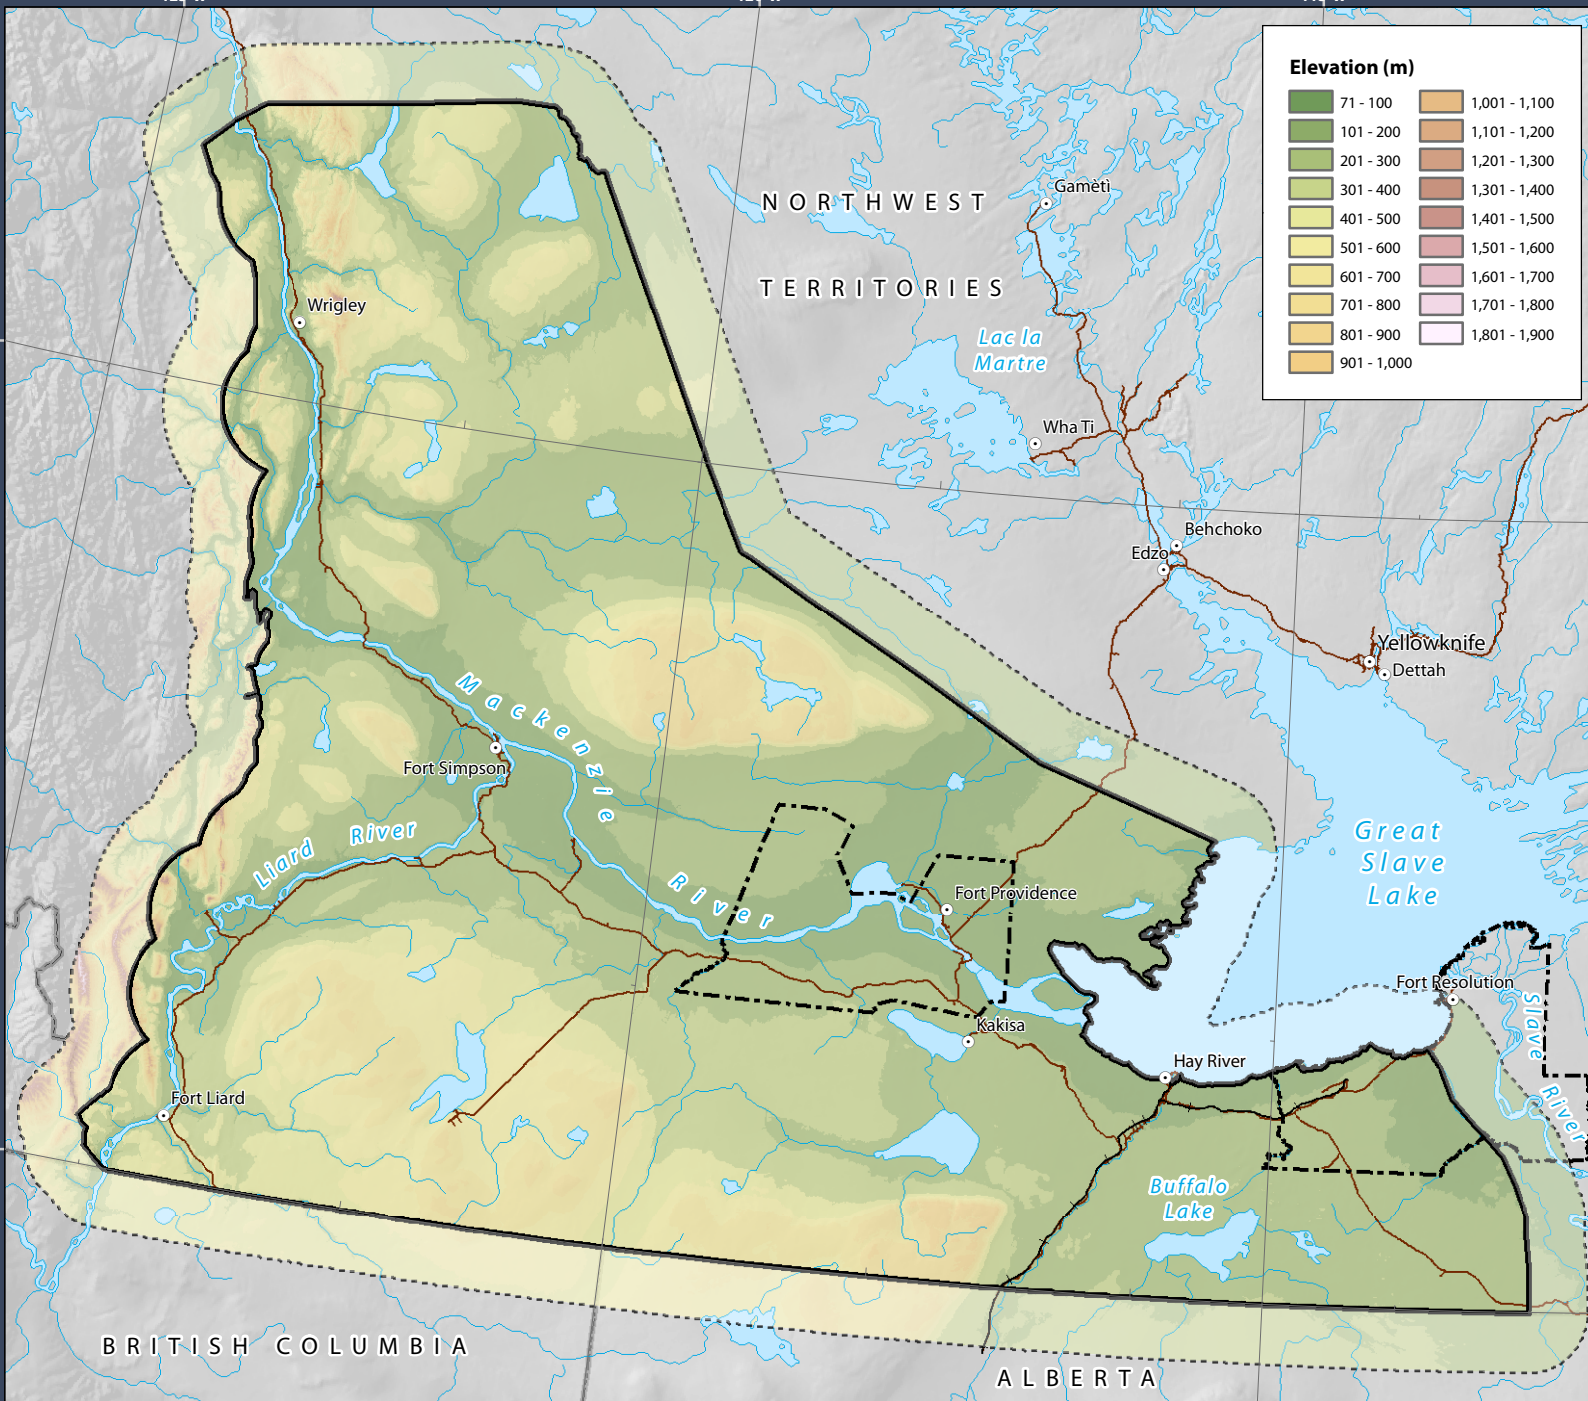 Elevation (m)
71 - 100
101 - 200
201 - 300
301 - 400
401 - 500
501 - 600
601 - 700
701 - 800
801 - 900
901 - 1,000
1,001 - 1,100
1,101 - 1,200
1,201 - 1,300
1,301 - 1,400
1,401 - 1,500
1,501 - 1,600
1,601 - 1,700
1,701 - 1,800
1,801 - 1,900
NORTHWEST
TERRITORIES
Gamètì
Wrigley
Lac la
Martre
Wha Ti
Behchoko
Edzo
Yellowknife
Dettah
Mackenzie
River
Fort Simpson
Liard River
Great
Slave
Lake
Fort Providence
Fort Resolution
Slave
River
Kakisa
Hay River
Fort Liard
Buffalo
Lake
BRITISH COLUMBIA
ALBERTA